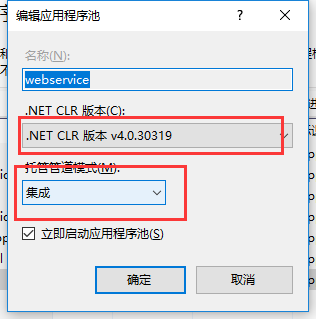 编辑应用程序池
名称(N):
webservice
.NET CLR 版本(C):
.NET CLR 版本 v4.0.30319
托管管道模式(M):
集成
立即启动应用程序池(S)
确定
取消